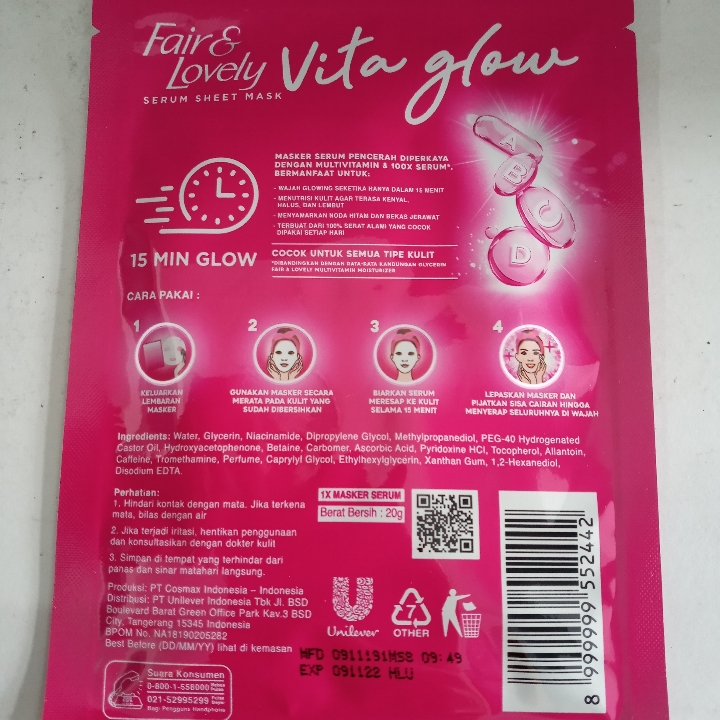 Fair &
Lovely
Vita glow
SERUM SHEET MASK
MASKER SERUM PENCERAH DIPERKAYA
DENGAN MULTIVITAMIN & 100X SERUM*.
BERMANFAAT UNTUK:
- WAJAH GLOWING SEKETIKA HANYA DALAM 15 MENIT
- MENUTRISI KULIT AGAR TERASA KENYAL,
HALUS, DAN LEMBUT
- MENYAMARKAN NODA HITAM DAN BEKAS JERAWAT
- TERBUAT DARI 100% SERAT ALAMI YANG COCOK
DIPAKAI SETIAP HARI
COCOK UNTUK SEMUA TIPE KULIT
*DIBANDINGKAN DENGAN RATA-RATA KANDUNGAN GLYCERIN
FAIR & LOVELY MULTIVITAMIN MOISTURIZER
A
B
C
D
15 MIN GLOW
CARA PAKAI :
1
KELUARKAN
LEMBARAN
MASKER
2
GUNAKAN MASKER SECARA
MERATA PADA KULIT YANG
SUDAH DIBERSIHKAN
3
BIARKAN SERUM
MERESAP KE KULIT
SELAMA 15 MENIT
4
LEPASKAN MASKER DAN
PIJATKAN SISA CAIRAN HINGGA
MENYERAP SELURUHNYA DI WAJAH
Ingredients: Water, Glycerin, Niacinamide, Dipropylene Glycol, Methylpropanediol, PEG-40 Hydrogenated
Castor Oil, Hydroxyacetophenone, Betaine, Carbomer, Ascorbic Acid, Pyridoxine HCl, Tocopherol, Allantoin,
Caffeine, Tromethamine, Perfume, Caprylyl Glycol, Ethylhexylglycerin, Xanthan Gum, 1,2-Hexanediol,
Disodium EDTA.
Perhatian:
1. Hindari kontak dengan mata. Jika terkena
mata, bilas dengan air
2. Jika terjadi iritasi, hentikan penggunaan
dan konsultasikan dengan dokter kulit
3. Simpan di tempat yang terhindar dari
panas dan sinar matahari langsung.
1X MASKER SERUM
Berat Bersih : 20g
Produksi: PT Cosmax Indonesia – Indonesia
Distribusi: PT Unilever Indonesia Tbk Jl. BSD
Boulevard Barat Green Office Park Kav.3 BSD
City, Tangerang 15345 Indonesia
BPOM No. NA18190205282
Best Before (DD/MM/YY) lihat di kemasan
Unilever
7
OTHER
MFD 091119IMS2 09:49
EXP 091122 HLU
Suara Konsumen
0-800-1-558000
021-52995299
Bag. Pengguna Handphone
8 999999 552442